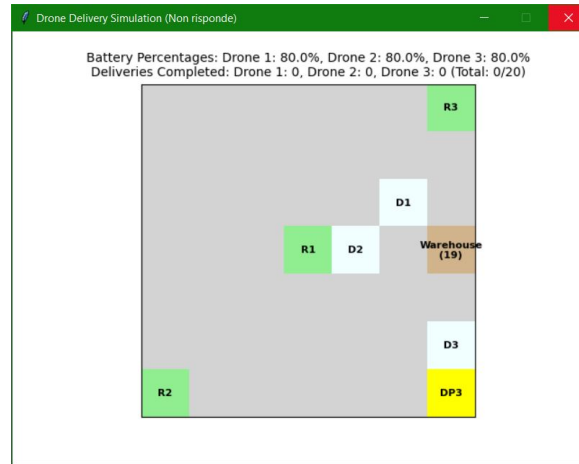 Drone Delivery Simulation (Non risponde)
Battery Percentages: Drone 1: 80.0%, Drone 2: 80.0%, Drone 3: 80.0%
Deliveries Completed: Drone 1: 0, Drone 2: 0, Drone 3: 0 (Total: 0/20)
R3
D1
R1
D2
Warehouse
(19)
D3
R2
DP3